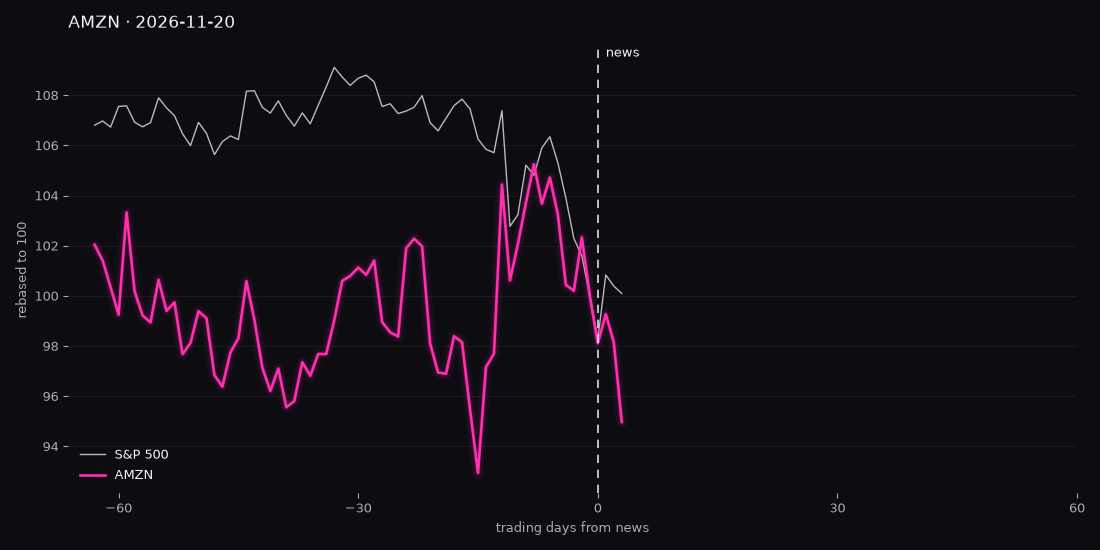 AMZN · 2026-11-20
news
108
106
104
102
100
98
96
94
rebased to 100
S&P 500
AMZN
−60
−30
0
30
60
trading days from news